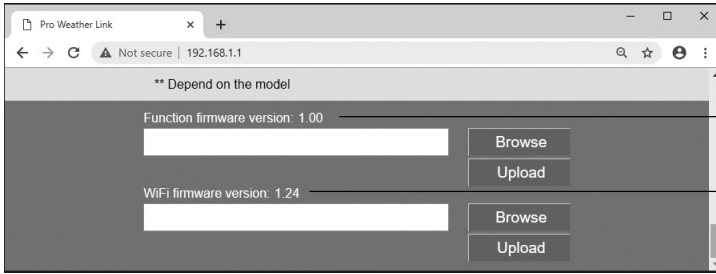 Pro Weather Link
Not secure | 192.168.1.1
** Depend on the model
Function firmware version: 1.00
Browse
Upload
WiFi firmware version: 1.24
Browse
Upload